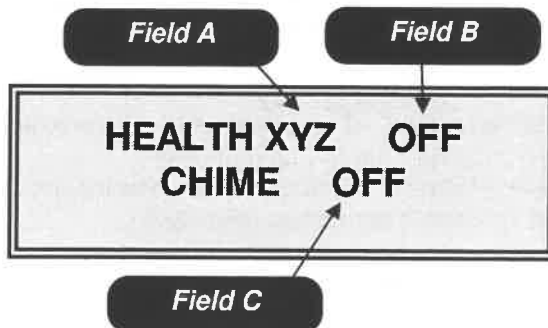 Field A
Field B
HEALTH XYZ OFF
CHIME OFF
Field C